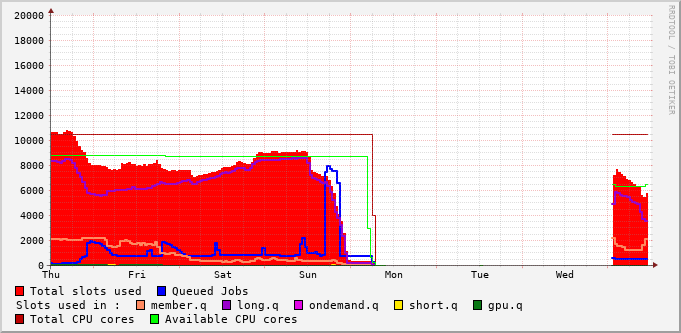 20000
18000
16000
14000
12000
10000
8000
6000
4000
2000
0
Thu Fri Sat Sun Mon Tue Wed
Total slots used Queued Jobs
Slots used in : member.q long.q ondemand.q short.q gpu.q
Total CPU cores Available CPU cores
RRDTOOL / TOBI OETIKER